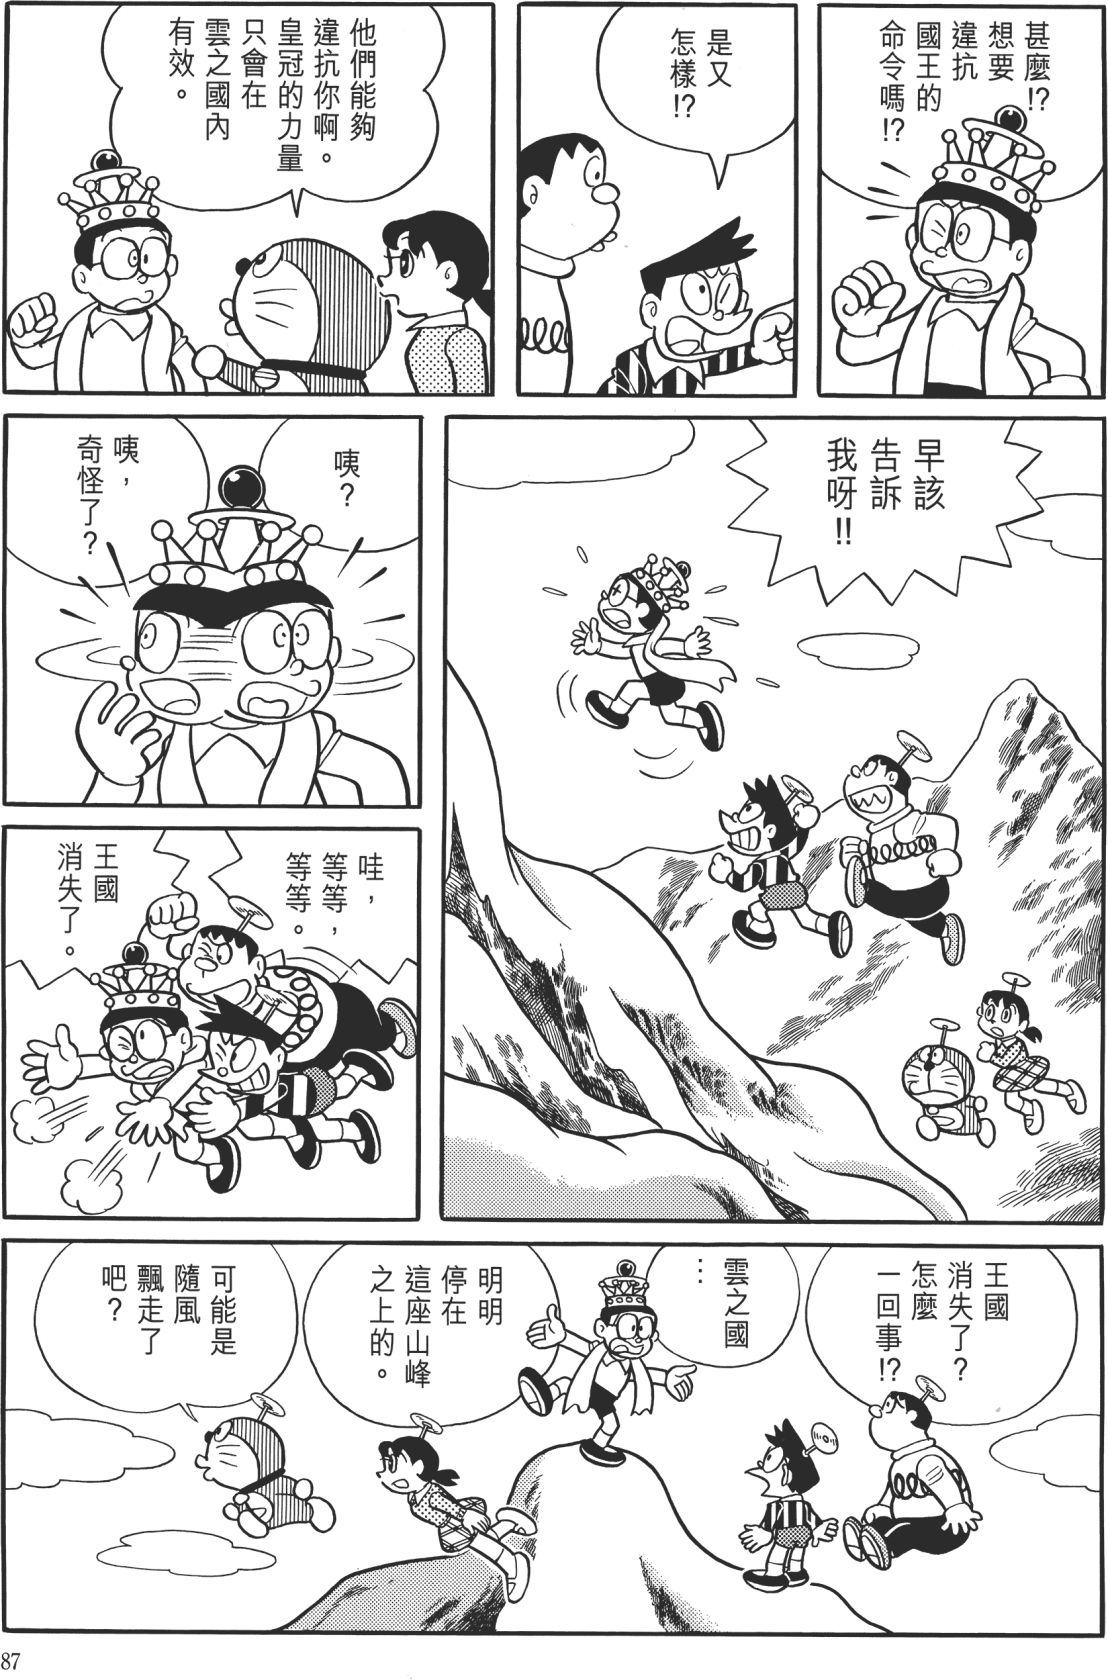 甚麼!?
想要
違抗
國王的
命令嗎!?
是又
怎樣!?
他們能夠
違抗你啊。
皇冠的力量
只會在
雲之國內
有效。
早該
告訴
我呀!!
咦?
咦,
奇怪了?
哇,
等等,
等等。
王國
消失了。
王國
消失了?
怎麼
一回事!?
雲之國
…
明明
停在
這座山峰
之上的。
可能是
隨風
飄走了
吧?
87